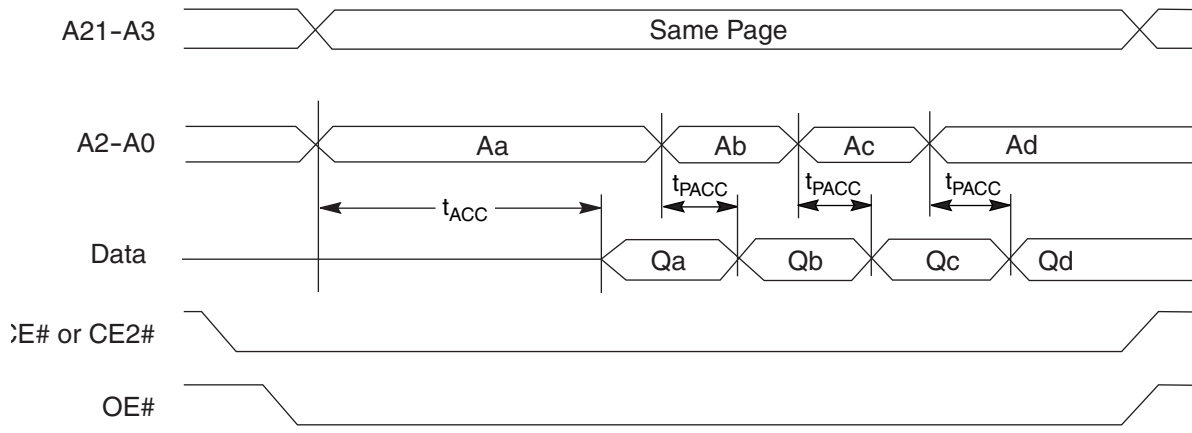 A21-A3
Same Page
A2-A0
Aa
Ab
Ac
Ad
tACC
tPACC
tPACC
tPACC
Data
Qa
Qb
Qc
Qd
E# or CE2#
OE#